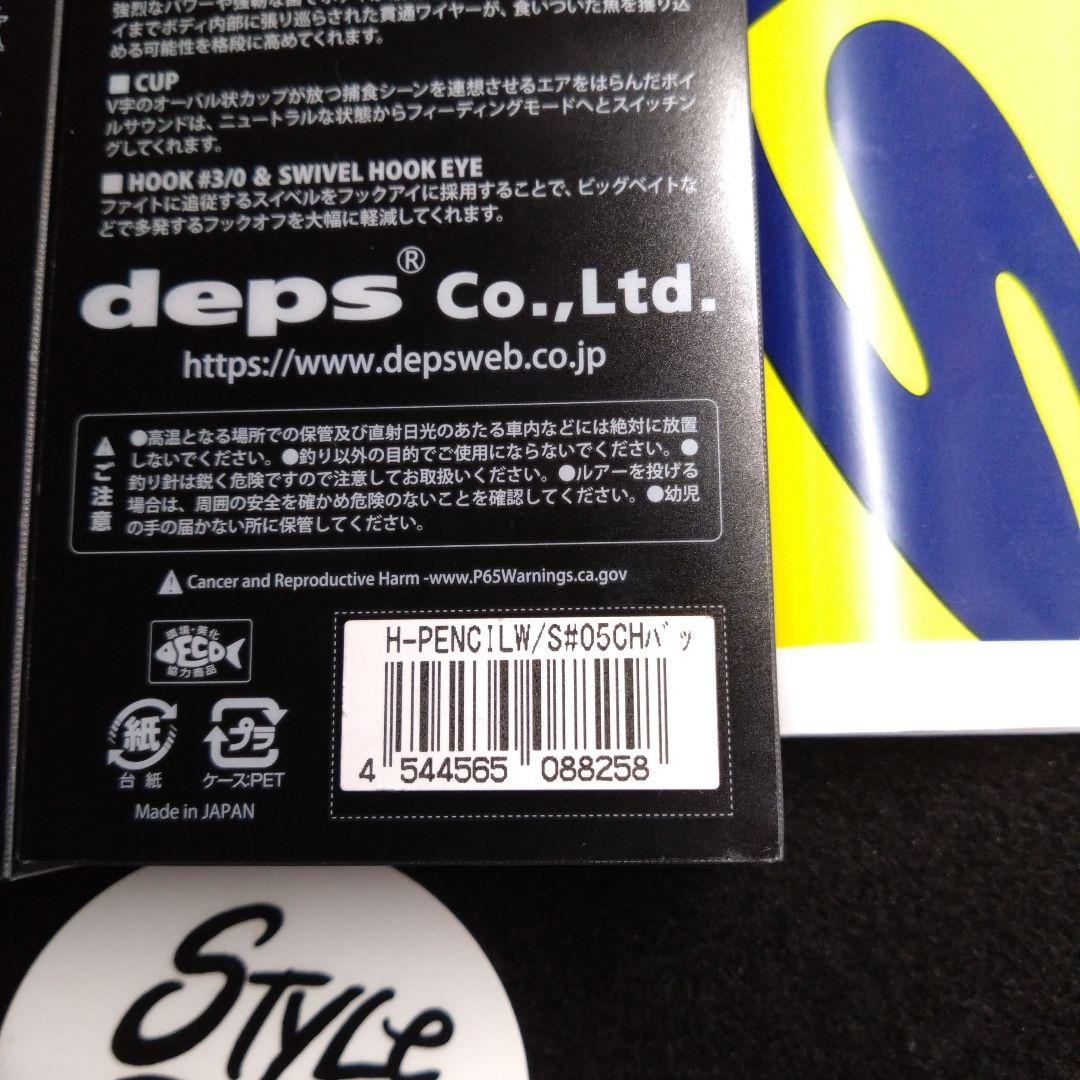 強烈なパワーや強靭な歯で
イまでボディ内部に張り巡らされた貫通ワイヤーが、食いついた魚を獲り込
める可能性を格段に高めてくれます。
■ CUP
V字のオーバル状カップが放つ捕食シーンを連想させるエアをはらんだボイ
ルサウンドは、ニュートラルな状態からフィーディングモードへとスイッチン
グしてくれます。
■ HOOK #3/0 & SWIVEL HOOK EYE
ファイトに追従するスイベルをフックアイに採用することで、ビッグベイトな
どで多発するフックオフを大幅に軽減してくれます。
deps® Co.,Ltd.
https://www.depsweb.co.jp
⚠ご注意
●高温となる場所での保管及び直射日光のあたる車内などには絶対に放置
しないでください。●釣り以外の目的でご使用にならないでください。●
釣り針は鋭く危険ですので注意してお取扱いください。●ルアーを投げる
場合は、周囲の安全を確かめ危険のないことを確認してください。●幼児
の手の届かない所に保管してください。
⚠ Cancer and Reproductive Harm -www.P65Warnings.ca.gov
環境・美化
ECO
協力商品
紙
台紙
プラ
ケース:PET
Made in JAPAN
H-PENCILW/S#05CHバッ
4 544565 088258
STYLe